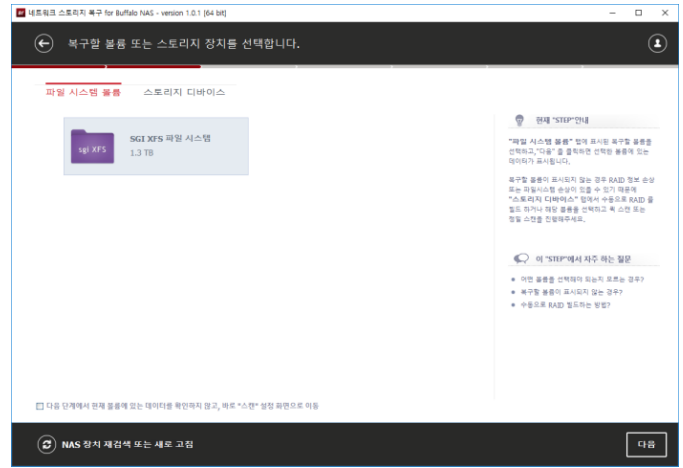 네트워크 스토리지 복구 for Buffalo NAS - version 1.0.1 [64 bit]
복구할 볼륨 또는 스토리지 장치를 선택합니다.
파일 시스템 볼륨
스토리지 디바이스
sgi XFS
SGI XFS 파일 시스템
1.3 TB
현재 "STEP"안내
"파일 시스템 볼륨" 탭에 표시된 복구할 볼륨을
선택하고,"다음" 을 클릭하면 선택한 볼륨에 있는
데이터가 표시됩니다.
복구할 볼륨이 표시되지 않는 경우 RAID 정보 손상
또는 파일시스템 손상이 있을 수 있기 때문에
"스토리지 디바이스" 탭에서 수동으로 RAID 를
빌드 하거나 해당 볼륨을 선택하고 퀵 스캔 또는
정밀 스캔을 진행해주세요.
이 "STEP"에서 자주 하는 질문
어떤 볼륨을 선택해야 되는지 모르는 경우?
복구할 볼륨이 표시되지 않는 경우?
수동으로 RAID 빌드하는 방법?
다음 단계에서 현재 볼륨에 있는 데이터를 확인하지 않고, 바로 "스캔" 설정 화면으로 이동
NAS 장치 재검색 또는 새로 고침
다음